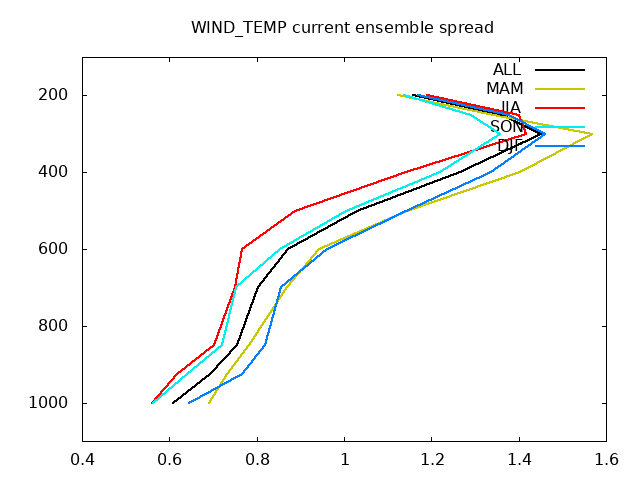 WIND_TEMP current ensemble spread
ALL
MAM
JJA
SON
DJF
200
400
600
800
1000
0.4 0.6 0.8 1 1.2 1.4 1.6